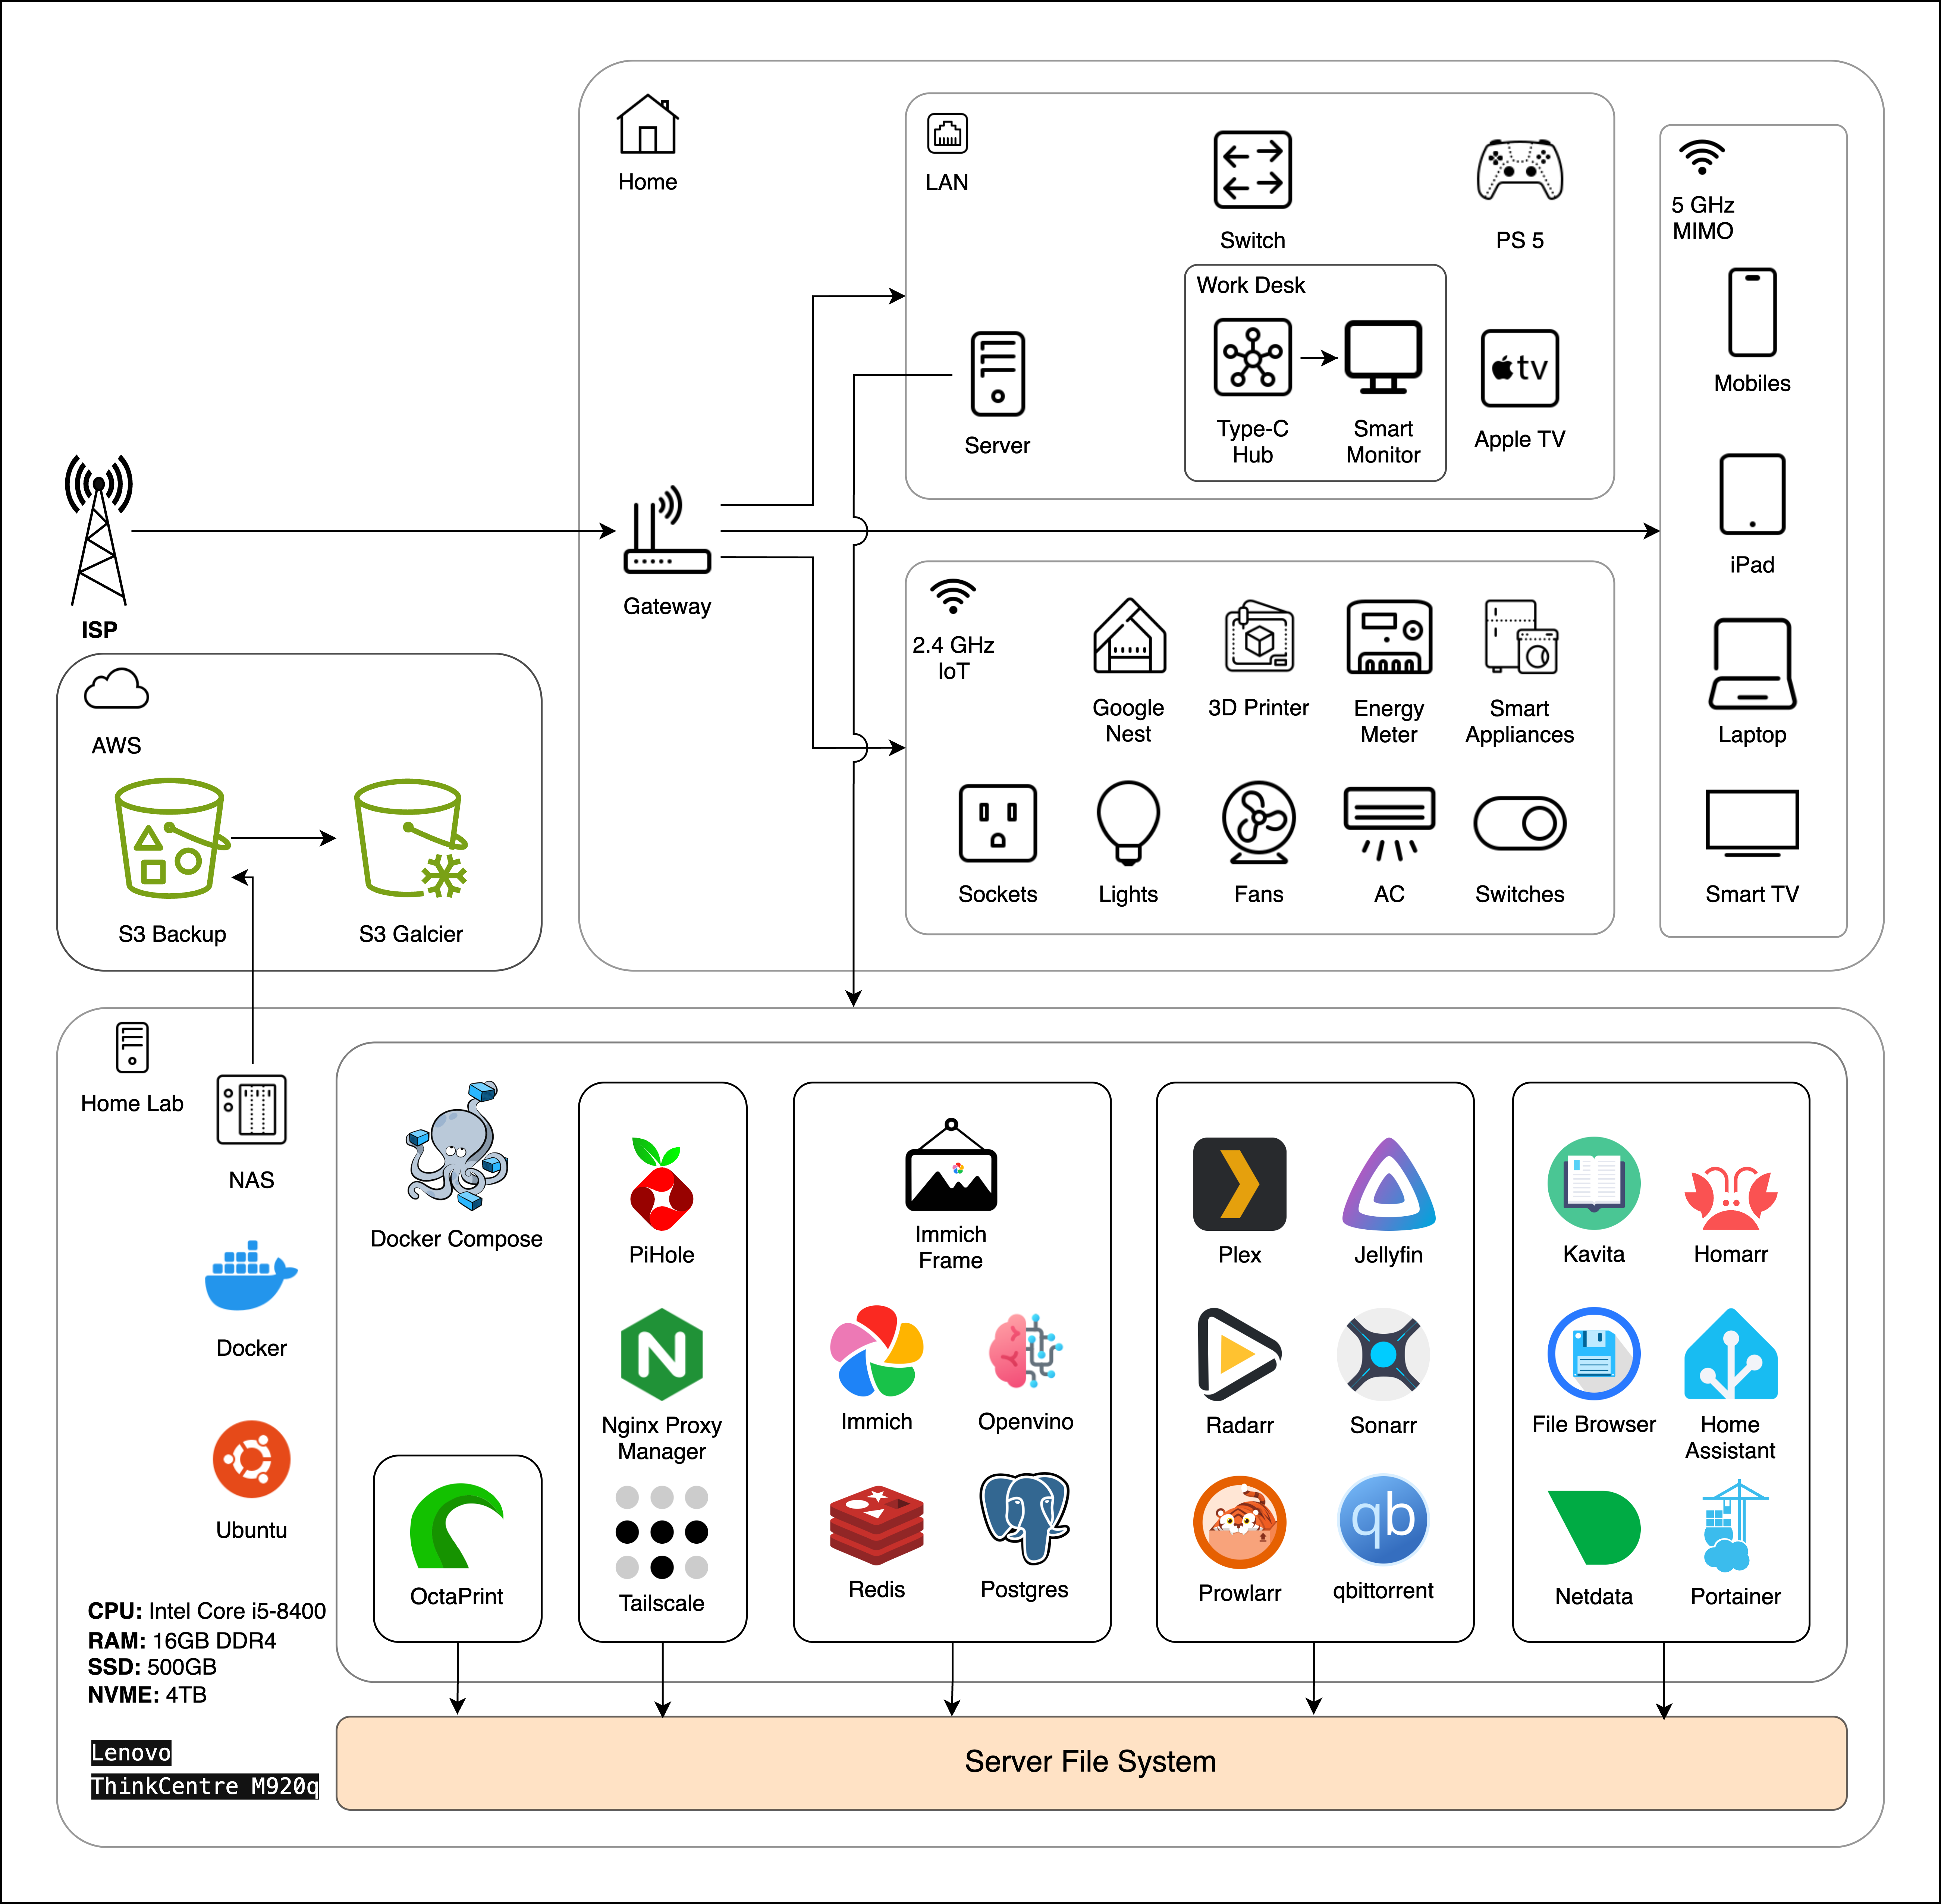 Home
LAN
Switch
PS 5
5 GHz
MIMO
Work Desk
Server
Type-C
Hub
Smart
Monitor
tv
Apple TV
Mobiles
iPad
ISP
Gateway
2.4 GHz
IoT
Google
Nest
3D Printer
Energy
Meter
Smart
Appliances
Laptop
Sockets
Lights
Fans
AC
Switches
Smart TV
AWS
S3 Backup
S3 Galcier
Home Lab
NAS
Docker
Ubuntu
CPU: Intel Core i5-8400
RAM: 16GB DDR4
SSD: 500GB
NVME: 4TB
Lenovo
ThinkCentre M920q
Docker Compose
OctaPrint
PiHole
N
Nginx Proxy
Manager
Tailscale
Immich
Frame
Immich
Openvino
Redis
Postgres
Plex
Jellyfin
Radarr
Sonarr
Prowlarr
qb
qbittorrent
Kavita
Homarr
File Browser
Home
Assistant
Netdata
Portainer
Server File System